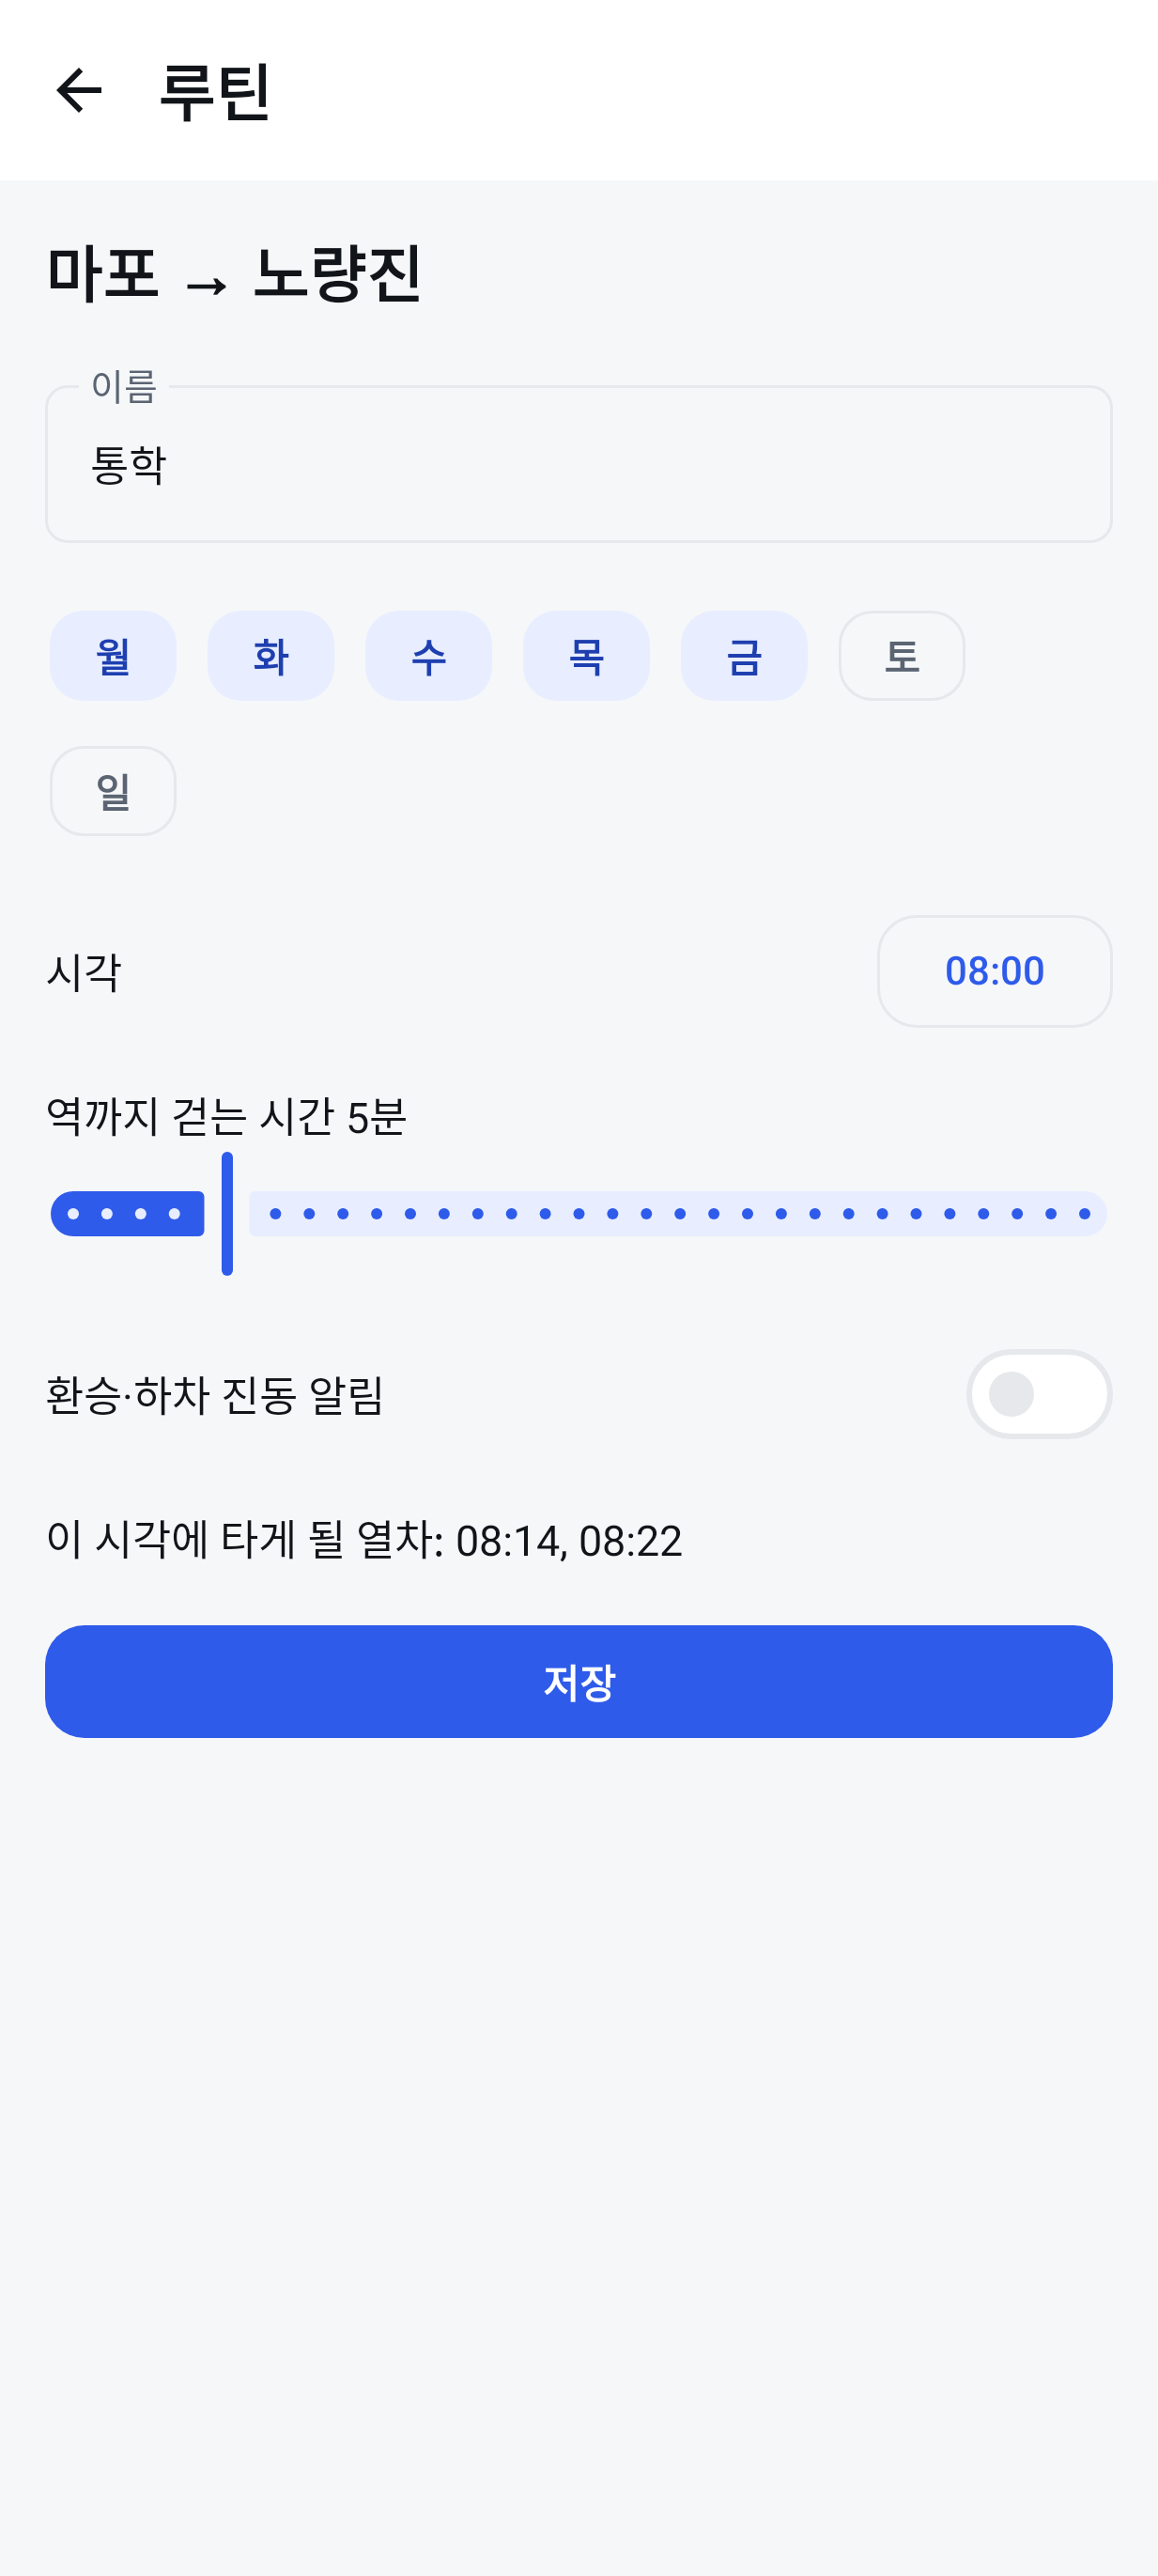 루틴
마포 → 노량진
이름
통학
월 화 수 목 금 토
일
시각 08:00
역까지 걷는 시간 5분
환승·하차 진동 알림
이 시각에 타게 될 열차: 08:14, 08:22
저장